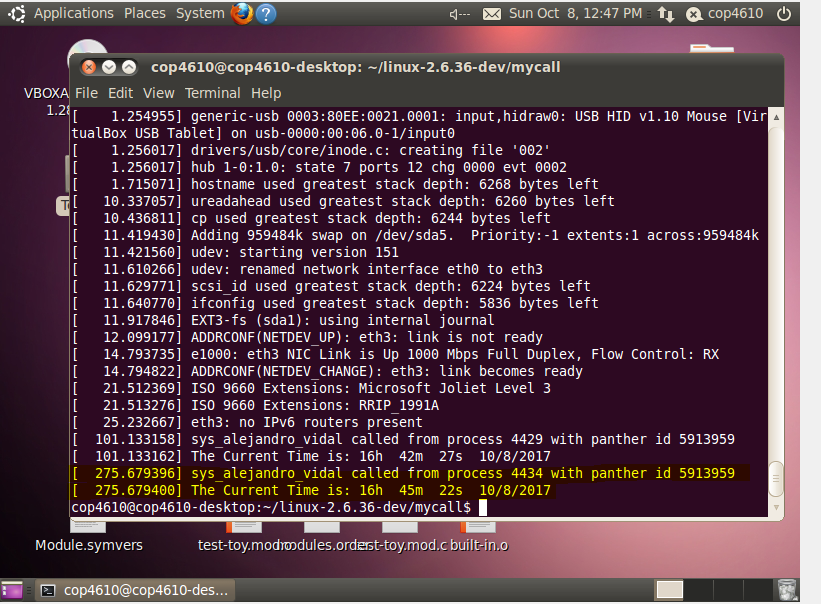 Applications Places System Sun Oct 8, 12:47 PM cop4610
cop4610@cop4610-desktop: ~/linux-2.6.36-dev/mycall
File Edit View Terminal Help
VBOXA
1.28
[    1.254955] generic-usb 0003:80EE:0021.0001: input,hidraw0: USB HID v1.10 Mouse [Vir
tualBox USB Tablet] on usb-0000:00:06.0-1/input0
[    1.256017] drivers/usb/core/inode.c: creating file '002'
[    1.256017] hub 1-0:1.0: state 7 ports 12 chg 0000 evt 0002
[    1.715071] hostname used greatest stack depth: 6268 bytes left
[   10.337057] ureadahead used greatest stack depth: 6260 bytes left
[   10.436811] cp used greatest stack depth: 6244 bytes left
[   11.419430] Adding 959484k swap on /dev/sda5.  Priority:-1 extents:1 across:959484k
[   11.421560] udev: starting version 151
[   11.610266] udev: renamed network interface eth0 to eth3
[   11.629771] scsi_id used greatest stack depth: 6224 bytes left
[   11.640770] ifconfig used greatest stack depth: 5836 bytes left
[   11.917846] EXT3-fs (sda1): using internal journal
[   12.099177] ADDRCONF(NETDEV_UP): eth3: link is not ready
[   14.793735] e1000: eth3 NIC Link is Up 1000 Mbps Full Duplex, Flow Control: RX
[   14.794822] ADDRCONF(NETDEV_CHANGE): eth3: link becomes ready
[   21.512369] ISO 9660 Extensions: Microsoft Joliet Level 3
[   21.513276] ISO 9660 Extensions: RRIP_1991A
[   25.232667] eth3: no IPv6 routers present
[  101.133158] sys_alejandro_vidal called from process 4429 with panther id 5913959
[  101.133162] The Current Time is: 16h  42m  27s  10/8/2017
[  275.679396] sys_alejandro_vidal called from process 4434 with panther id 5913959
[  275.679400] The Current Time is: 16h  45m  22s  10/8/2017
cop4610@cop4610-desktop:~/linux-2.6.36-dev/mycall$
Module.symvers test-toy.mod.o modules.order test-toy.mod.c built-in.o
cop4610@cop4610-des...